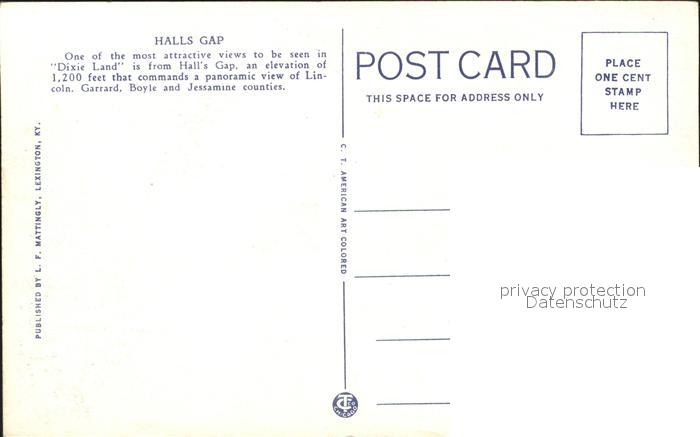 HALLS GAP
One of the most attractive views to be seen in
"Dixie Land" is from Hall's Gap, an elevation of
1,200 feet that commands a panoramic view of Lin-
coln, Garrard, Boyle and Jessamine counties.
PUBLISHED BY L. F. MATTINGLY, LEXINGTON, KY.
C. T. AMERICAN ART COLORED
POST CARD
THIS SPACE FOR ADDRESS ONLY
PLACE
ONE CENT
STAMP
HERE
privacy protection
Datenschutz